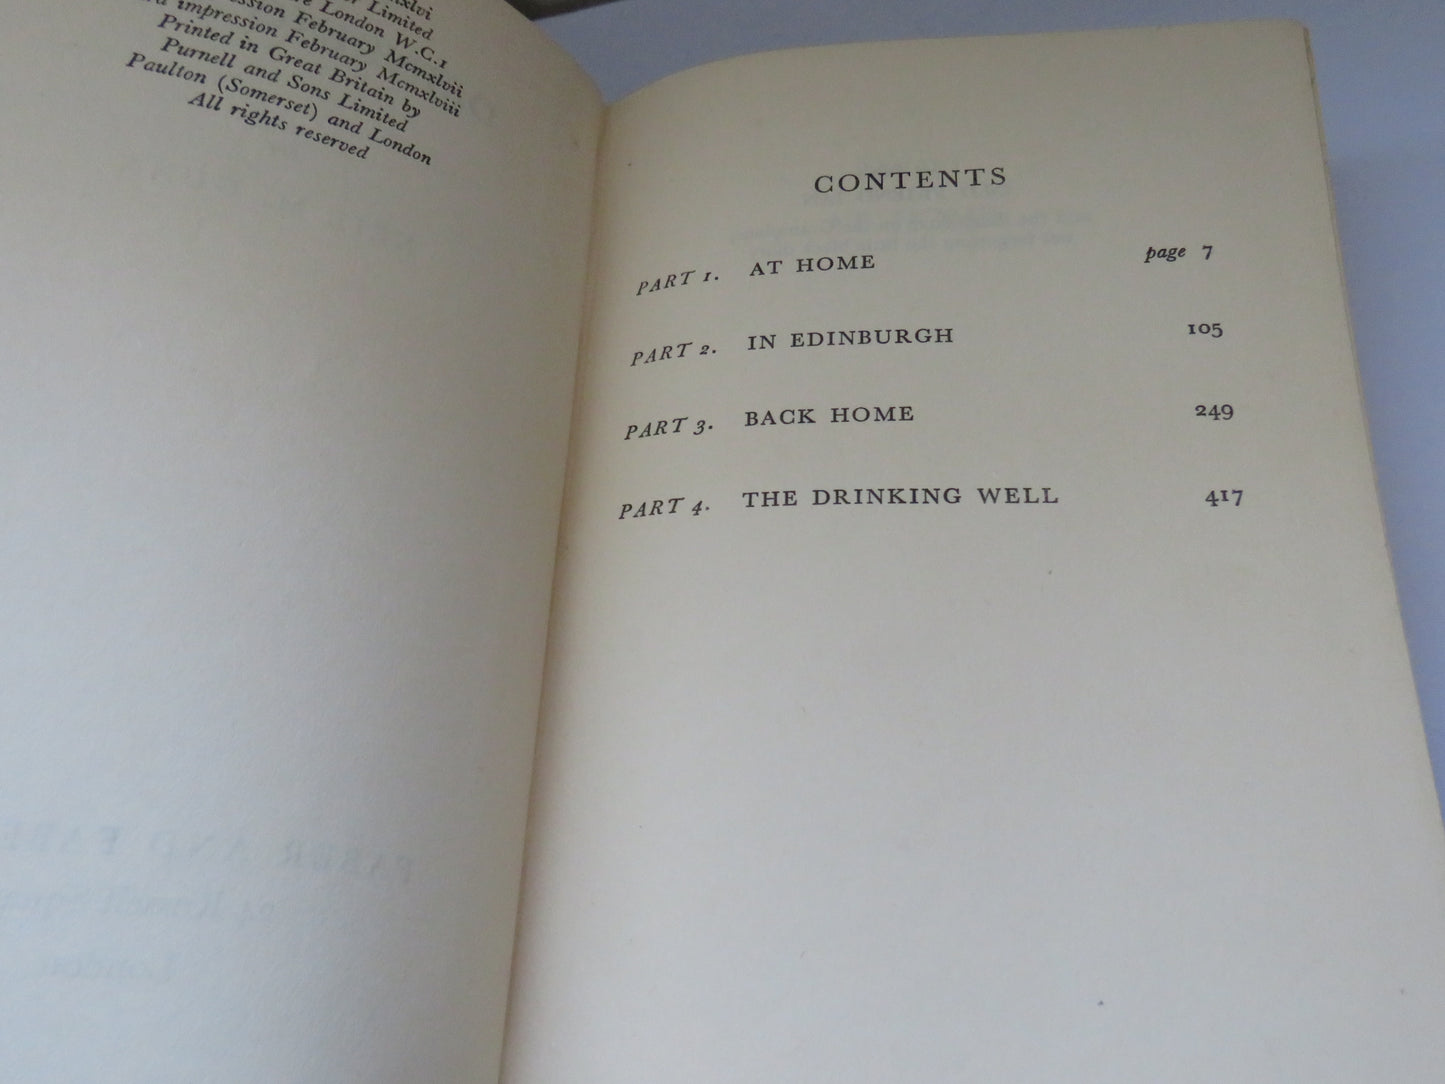 Limited
London W.C.1
February Mcmxlvii
impression February Mcmxlviii
Printed in Great Britain by
Purnell and Sons Limited
Paulton (Somerset) and London
All rights reserved
CONTENTS
PART 1. AT HOME page 7
PART 2. IN EDINBURGH 105
PART 3. BACK HOME 249
PART 4. THE DRINKING WELL 417